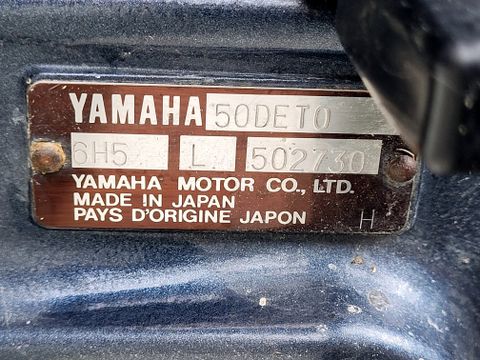 YAMAHA 50DETO
6H5 L 502730
YAMAHA MOTOR CO., LTD.
MADE IN JAPAN
PAYS D'ORIGINE JAPON H